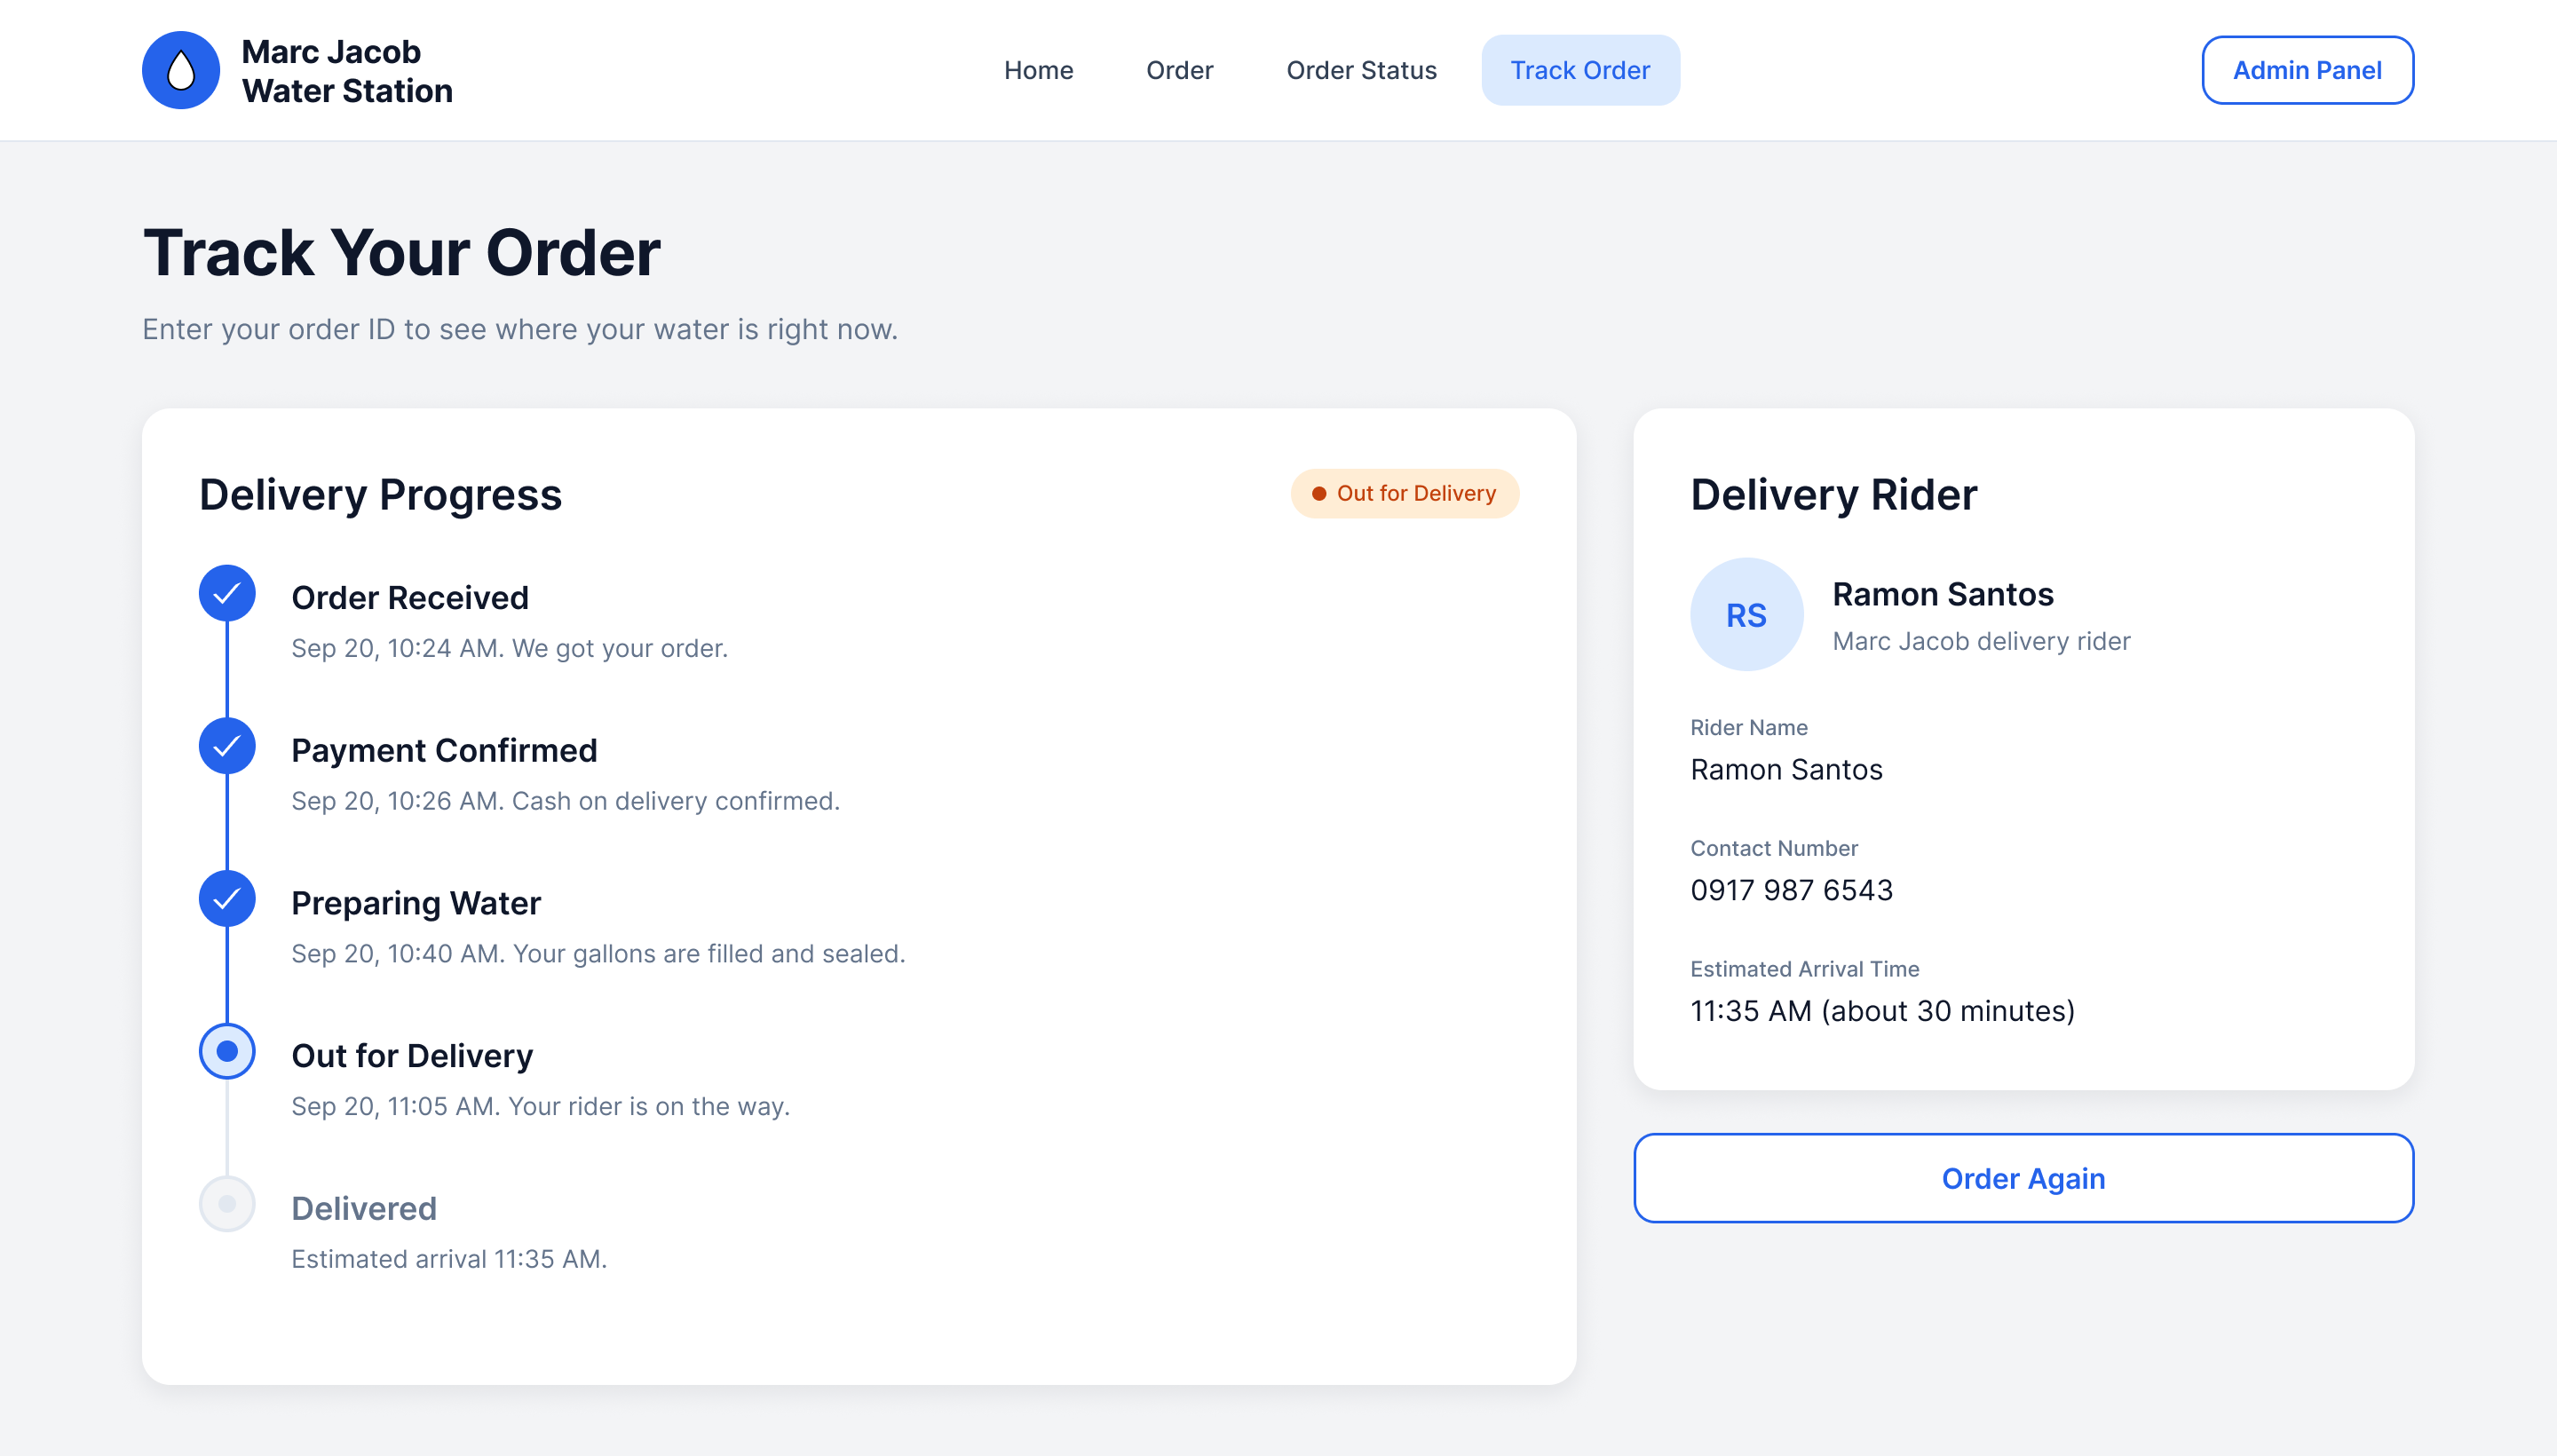 Marc Jacob
Water Station
Home
Order
Order Status
Track Order
Admin Panel
Track Your Order
Enter your order ID to see where your water is right now.
Delivery Progress
Out for Delivery
Order Received
Sep 20, 10:24 AM. We got your order.
Payment Confirmed
Sep 20, 10:26 AM. Cash on delivery confirmed.
Preparing Water
Sep 20, 10:40 AM. Your gallons are filled and sealed.
Out for Delivery
Sep 20, 11:05 AM. Your rider is on the way.
Delivered
Estimated arrival 11:35 AM.
Delivery Rider
RS
Ramon Santos
Marc Jacob delivery rider
Rider Name
Ramon Santos
Contact Number
0917 987 6543
Estimated Arrival Time
11:35 AM (about 30 minutes)
Order Again